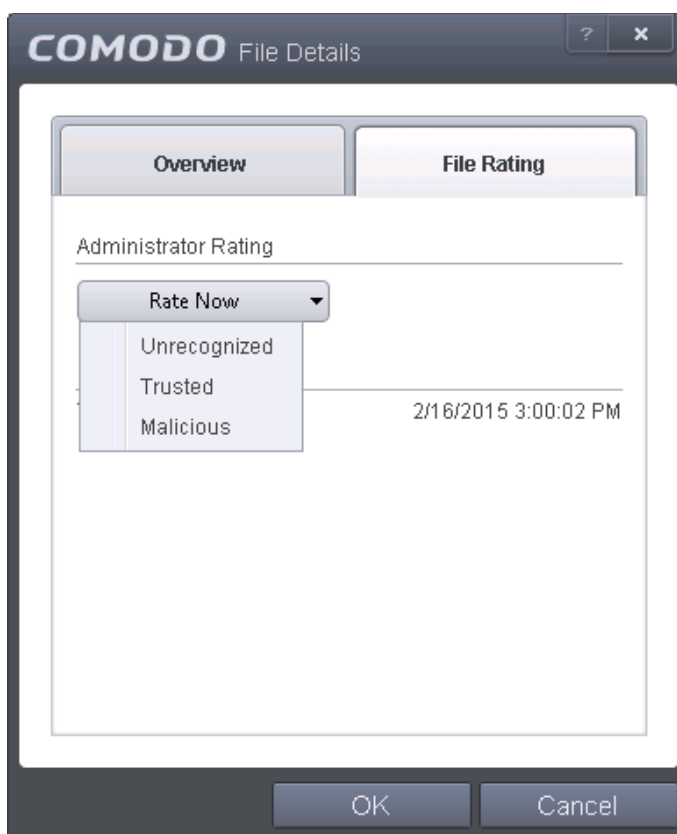 COMODO File Details
? x
Overview File Rating
Administrator Rating
Rate Now
Unrecognized
Trusted
2/16/2015 3:00:02 PM
Malicious
OK Cancel